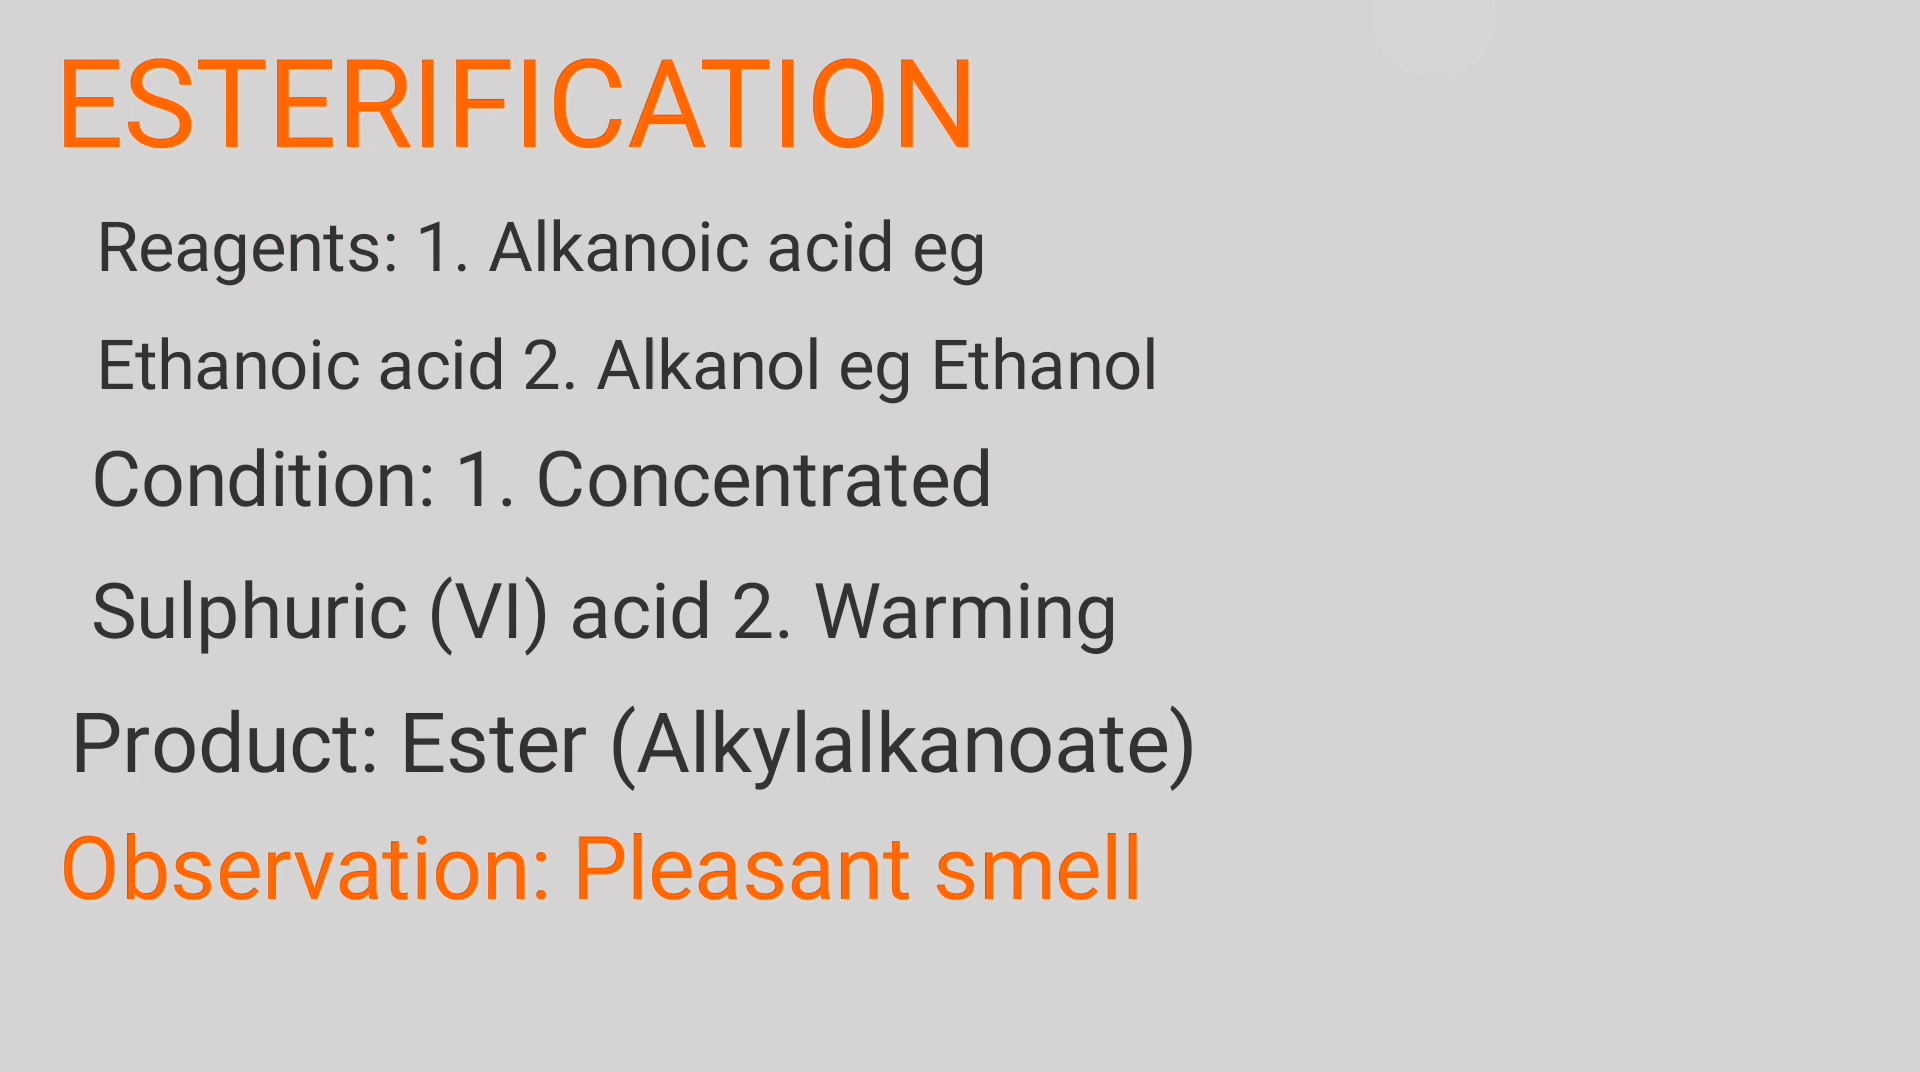 ESTERIFICATION
Reagents: 1. Alkanoic acid eg
Ethanoic acid 2. Alkanol eg Ethanol
Condition: 1. Concentrated
Sulphuric (VI) acid 2. Warming
Product: Ester (Alkylalkanoate)
Observation: Pleasant smell